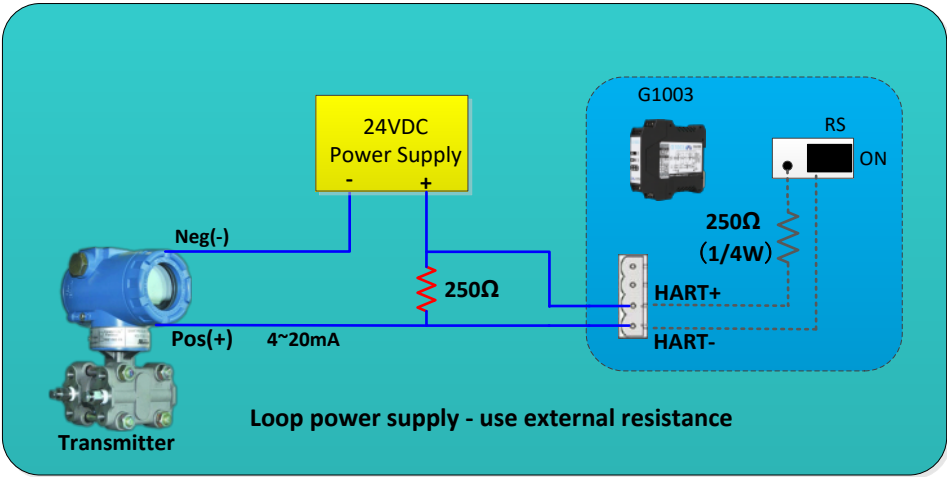 G1003
24VDC
Power Supply
-
+
RS
ON
250Ω
（1/4W）
Neg(-)
250Ω
HART+
Pos(+)
4~20mA
HART-
Loop power supply - use external resistance
Transmitter